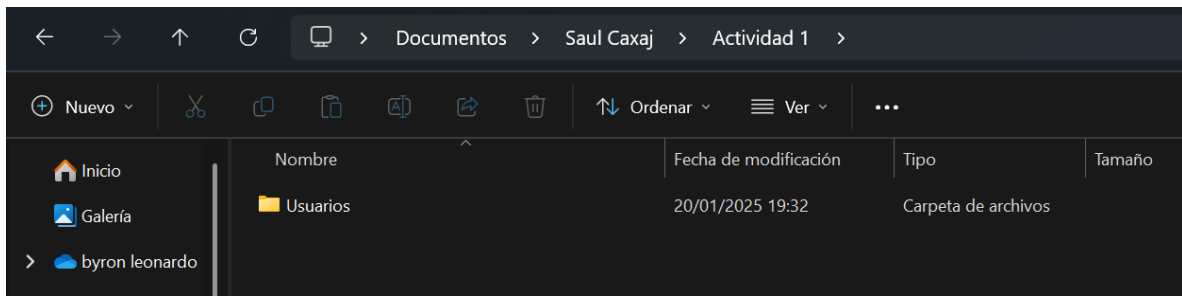 Documentos > Saul Caxaj > Actividad 1 >
Nuevo Ordenar Ver
Nombre Fecha de modificación Tipo Tamaño
Inicio
Usuarios 20/01/2025 19:32 Carpeta de archivos
Galería
byron leonardo